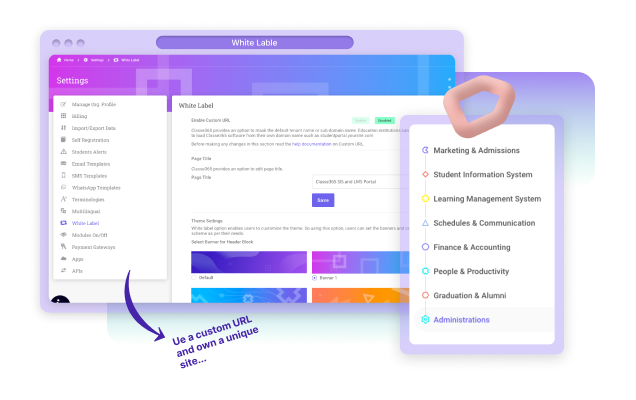 White Lable
Home > Settings > White Label
Settings
Manage Org. Profile
Billing
Import/Export Data
Self Registration
Students Alerts
Email Templates
SMS Templates
WhatsApp Templates
Terminologies
Multilingual
White Label
Modules On/Off
Payment Gateways
Apps
APIs
White Label
Enable Custom URL
Disabled
Classe365 provides an option to mask the default tenant name or sub domain name. Education institutions can
to load Classe365 software from their own domain name such as studentportal.yoursite.com
Before making any changes in this section read the help documentation on Custom URL.
Page Title
Classe365 provides an option to edit page title.
Page Title
Classe365 SIS and LMS Portal
Save
Theme Settings
White label option enables users to customize the theme. So using this option, users can set the banners and
scheme as per their needs.
Select Banner for Header Block
Default
Banner 1
Marketing & Admissions
Student Information System
Learning Management System
Schedules & Communication
Finance & Accounting
People & Productivity
Graduation & Alumni
Administrations
Ue a custom URL
and own a unique
site...